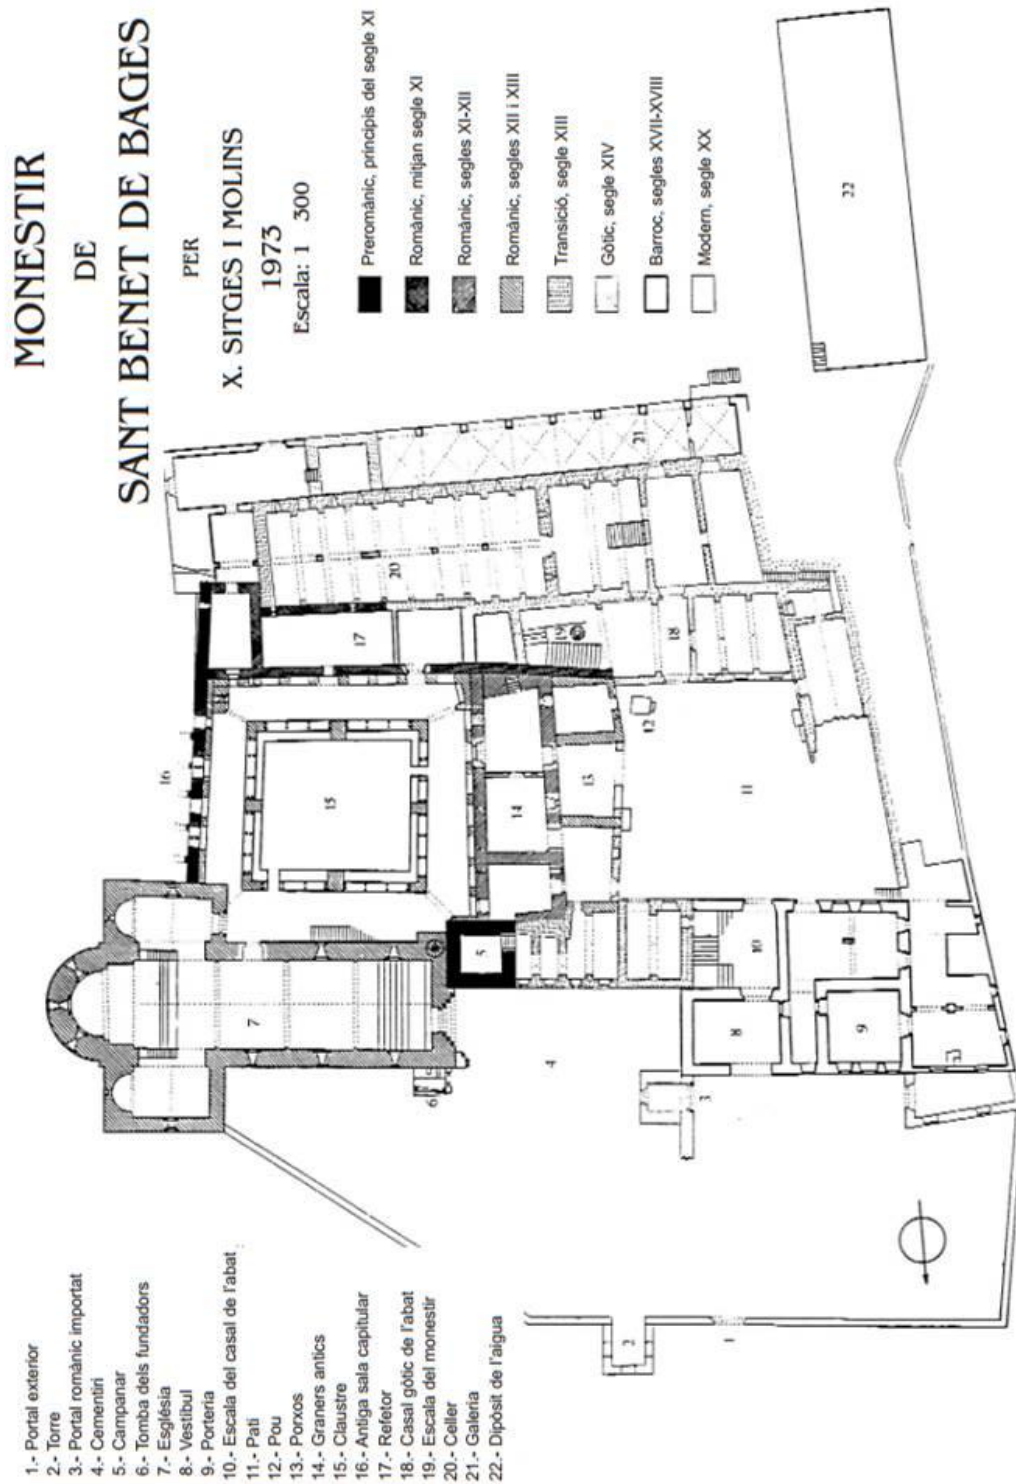 MONESTIR
DE
SANT BENET DE BAGES
PER
X. SITGES I MOLINS
1973
Escala: 1 300
Preromànic, principis del segle XI
Romànic, mitjan segle XI
Romànic, segles XI-XII
Romànic, segles XII i XIII
Transició, segle XIII
Gòtic, segle XIV
Barroc, segles XVII-XVIII
Modern, segle XX
1.- Portal exterior
2.- Torre
3.- Portal romànic importat
4.- Cementiri
5.- Campanar
6.- Tomba dels fundadors
7.- Església
8.- Vestíbul
9.- Porteria
10.- Escala del casal de l'abat
11.- Pati
12.- Pou
13.- Porxos
14.- Graners antics
15.- Claustre
16.- Antiga sala capitular
17.- Refetor
18.- Casal gòtic de l'abat
19.- Escala del monestir
20.- Celler
21.- Galeria
22.- Dipòsit de l'aigua
16
17
20
21
22
15
19
18
12
14
13
11
5
7
10
8
9
4
6
3
2
1